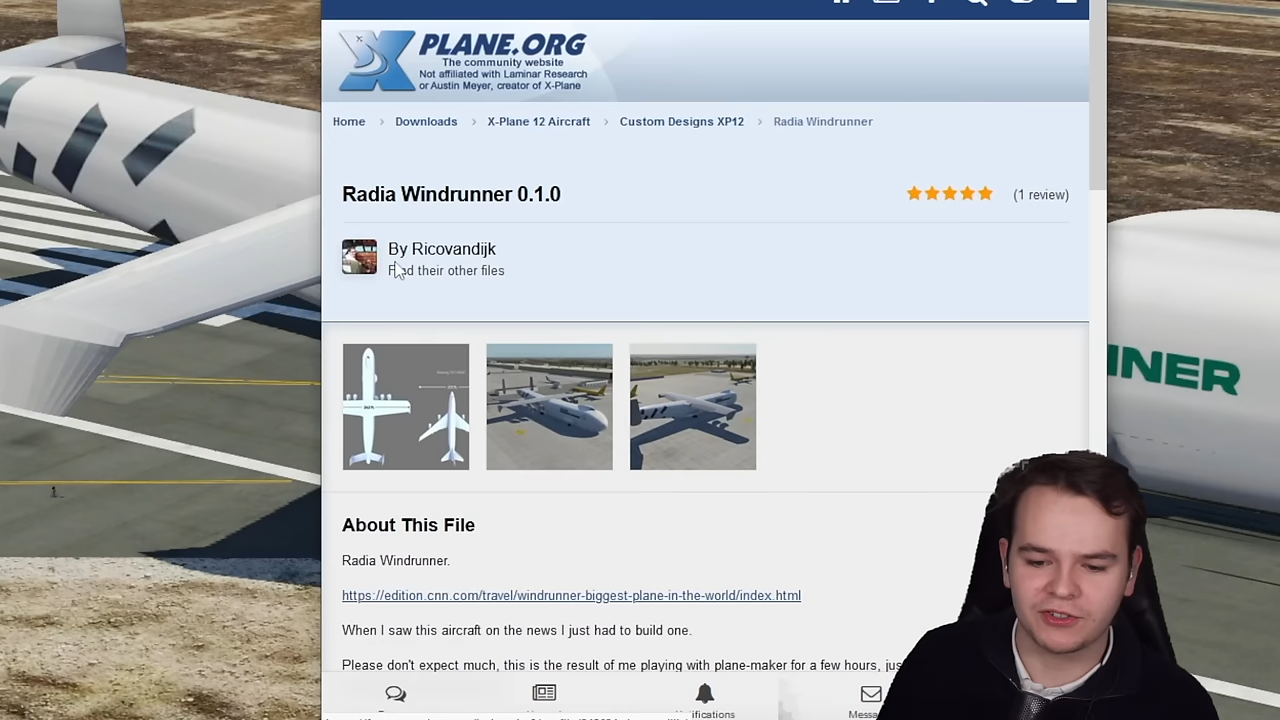 PLANE.ORG
The community website
Not affiliated with Laminar Research
or Austin Meyer, creator of X-Plane
Home > Downloads > X-Plane 12 Aircraft > Custom Designs XP12 > Radia Windrunner
Radia Windrunner 0.1.0
(1 review)
By Ricovandijk
Find their other files
INER
About This File
Radia Windrunner.
https://edition.cnn.com/travel/windrunner-biggest-plane-in-the-world/index.html
When I saw this aircraft on the news I just had to build one.
Please don't expect much, this is the result of me playing with plane-maker for a few hours,